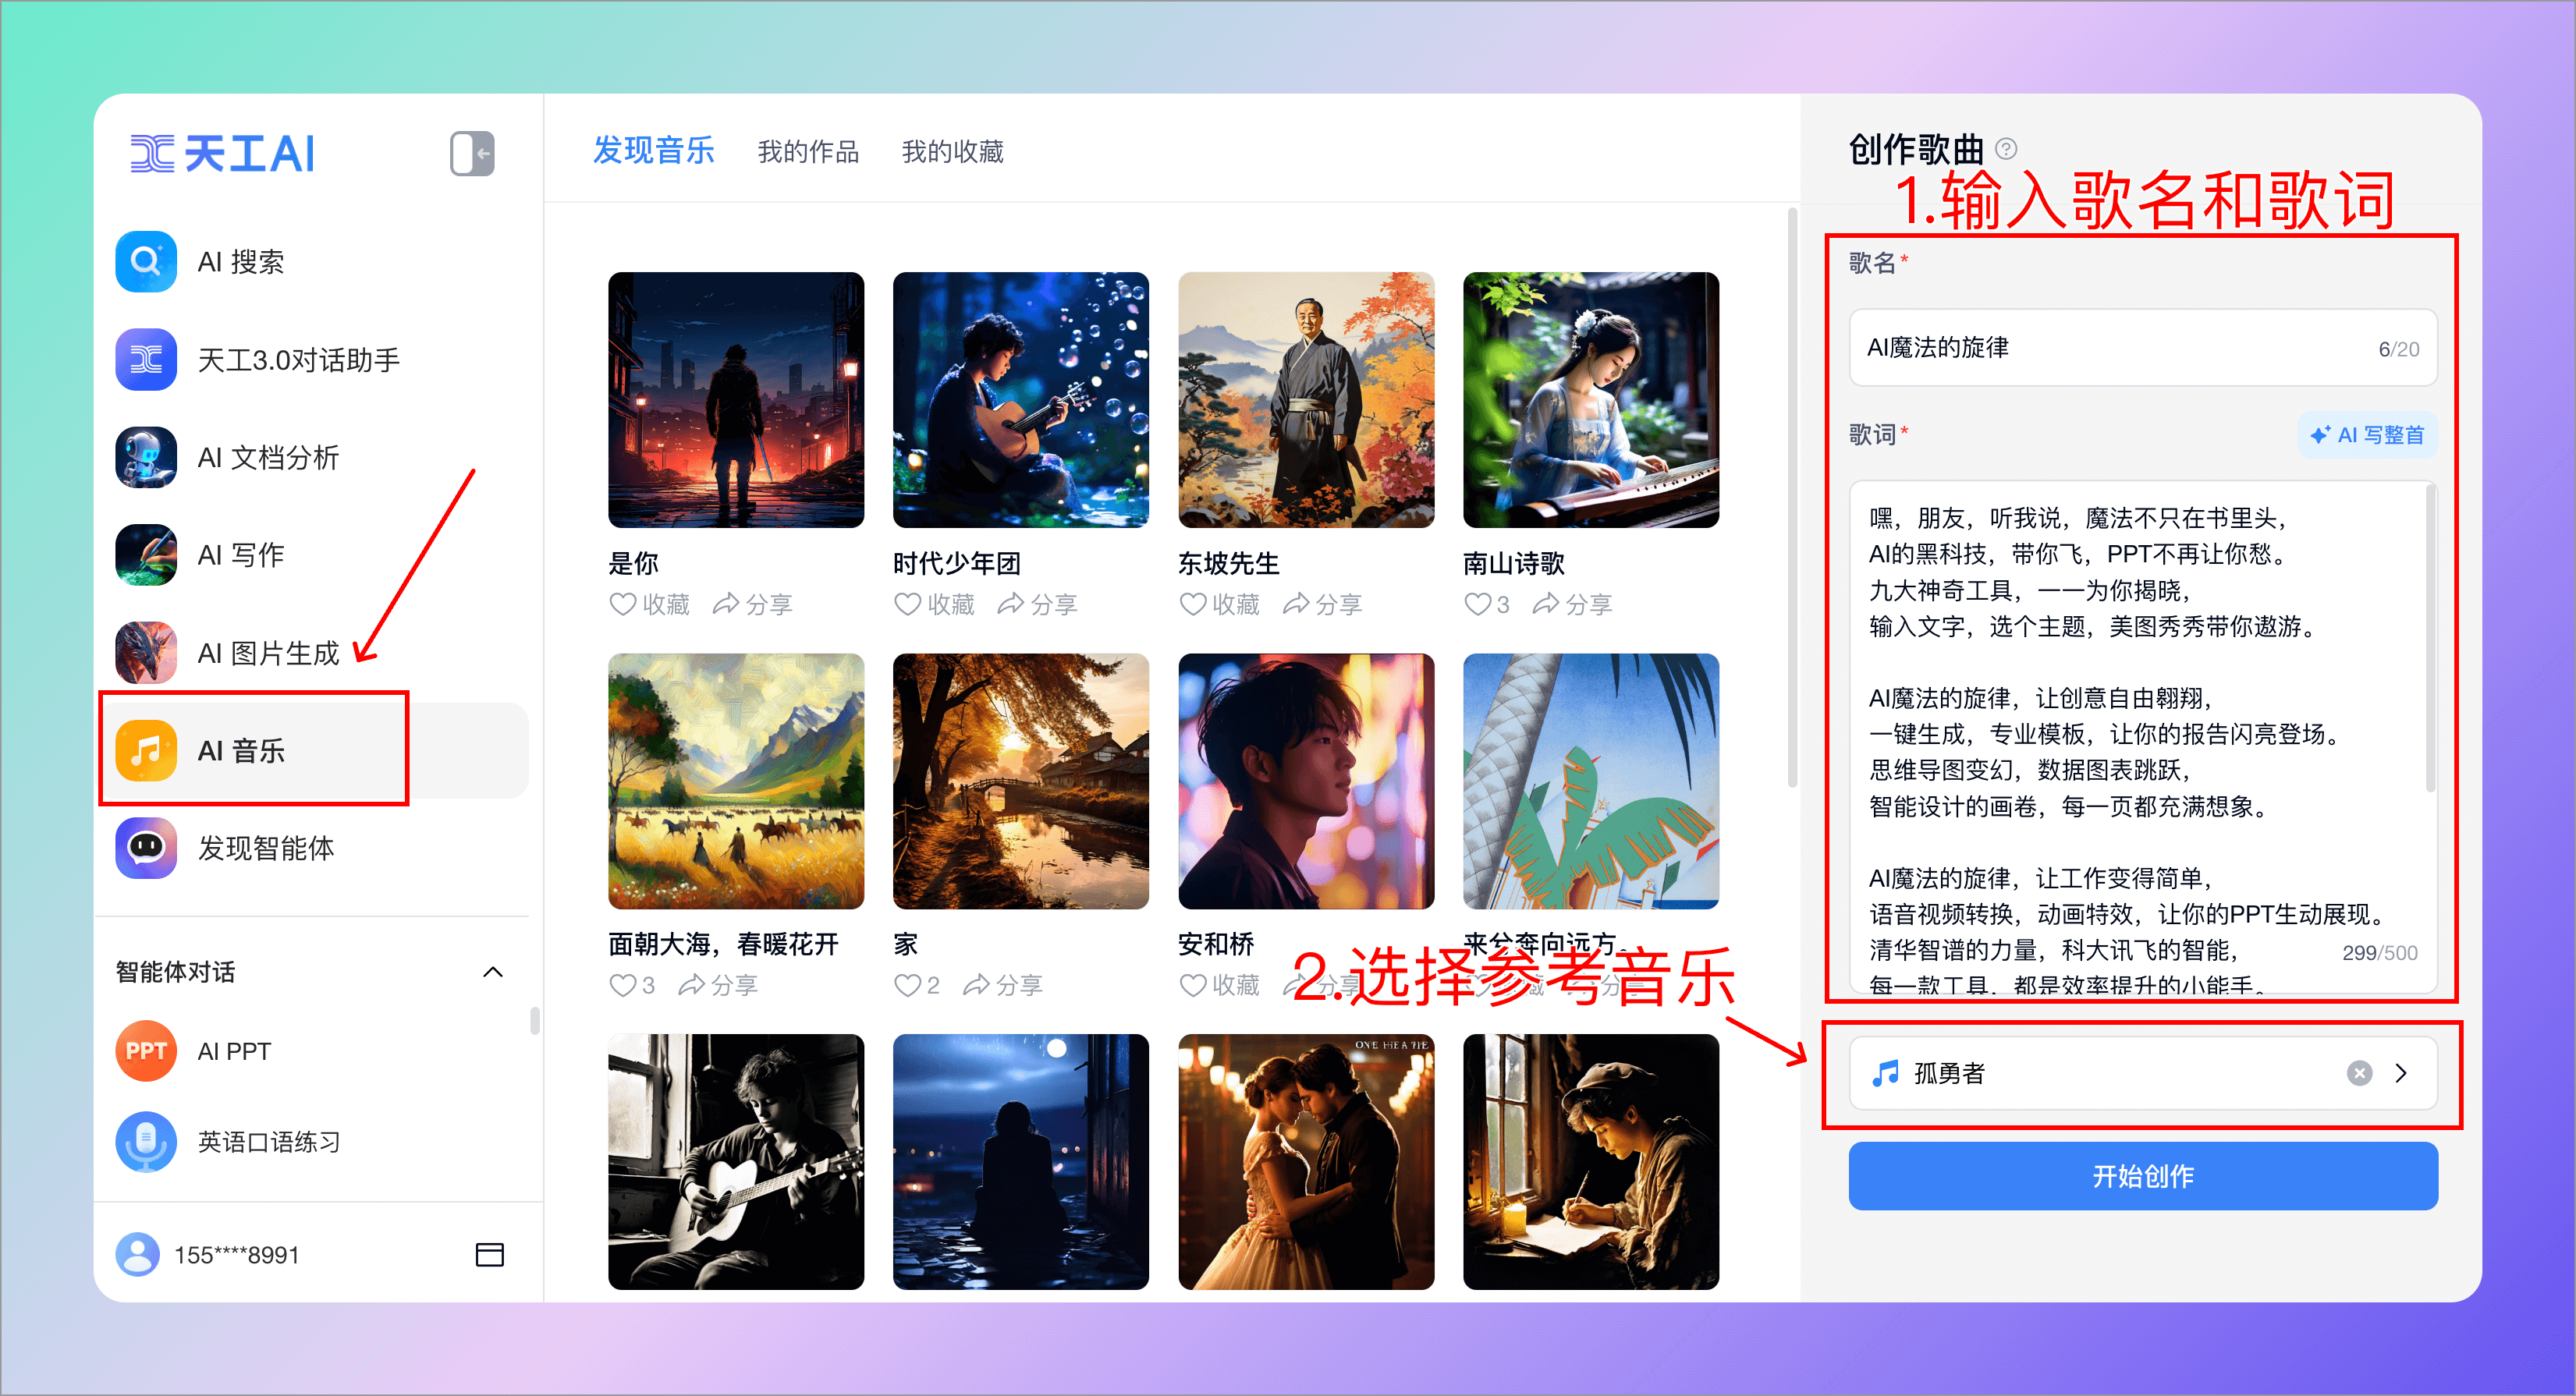 天工AI
AI 搜索
天工3.0对话助手
AI 文档分析
AI 写作
AI 图片生成
AI 音乐
发现智能体
智能体对话
PPT
AI PPT
英语口语练习
155****8991
发现音乐
我的作品
我的收藏
是你
收藏
分享
时代少年团
收藏
分享
东坡先生
收藏
分享
南山诗歌
3
分享
面朝大海，春暖花开
3
分享
家
2
分享
安和桥
收藏
分享
奔向远方。
2.选择参考音乐
创作歌曲
1.输入歌名和歌词
歌名*
AI魔法的旋律
6/20
歌词*
AI 写整首
嘿，朋友，听我说，魔法不只在书里头，
AI的黑科技，带你飞，PPT不再让你愁。
九大神奇工具，一一为你揭晓，
输入文字，选个主题，美图秀秀带你遨游。
AI魔法的旋律，让创意自由翱翔，
一键生成，专业模板，让你的报告闪亮登场。
思维导图变幻，数据图表跳跃，
智能设计的画卷，每一页都充满想象。
AI魔法的旋律，让工作变得简单，
语音视频转换，动画特效，让你的PPT生动展现。
清华智谱的力量，科大讯飞的智能，
299/500
每一款工具，都是效率提升的小能手。
孤勇者
开始创作